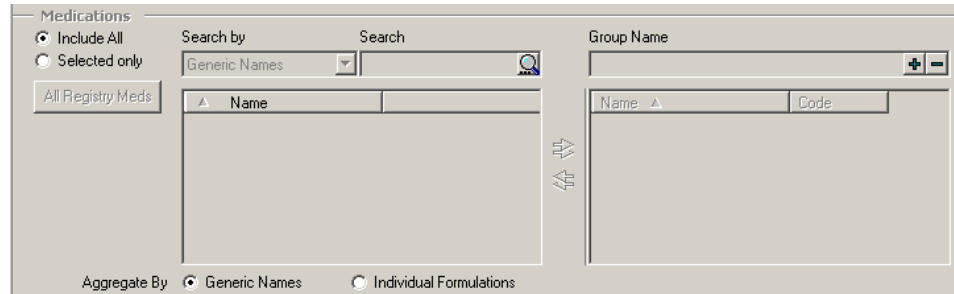 Medications
Include All
Search by
Search
Group Name
Selected only
Generic Names
All Registry Meds
Name
Name
Code
Aggregate By
Generic Names
Individual Formulations